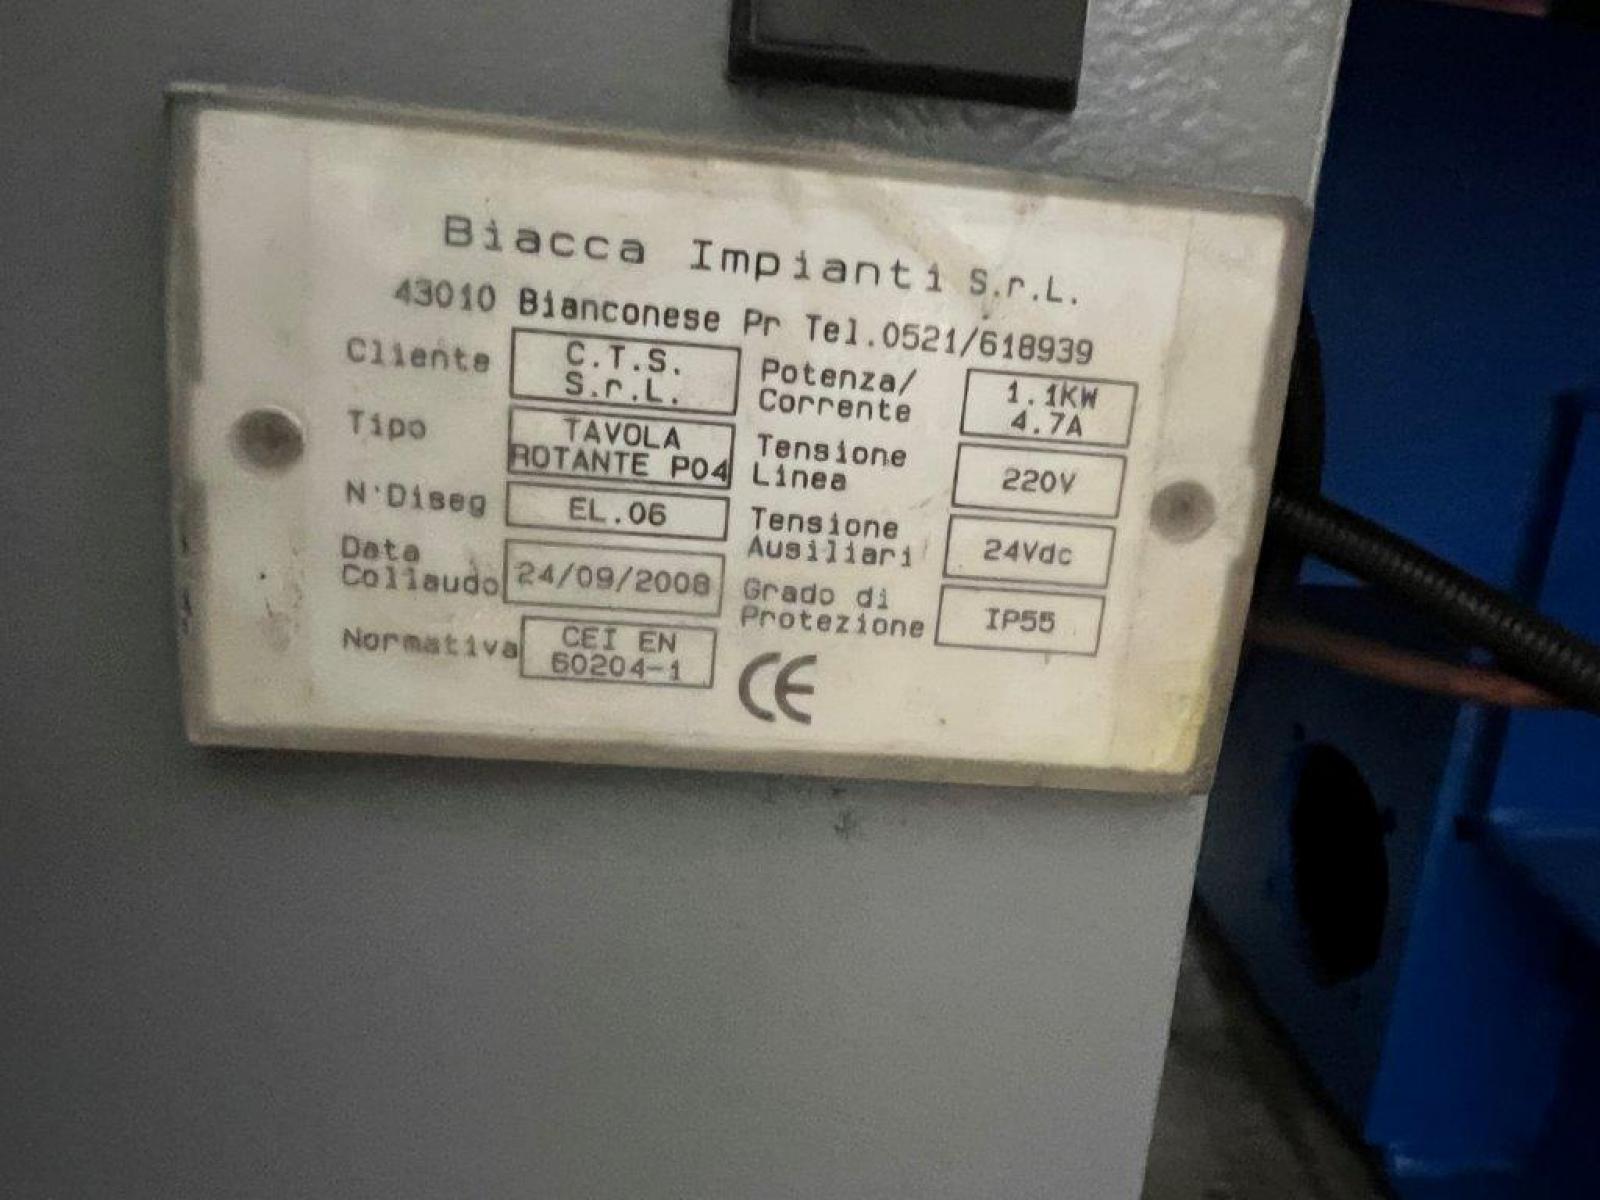 Biacca Impianti S.r.L.
43010 Bianconese Pr Tel.0521/618939
Cliente
C.T.S.
S.r.L.
Tipo
TAVOLA
ROTANTE P04
N'Diseg
EL.06
Data
Collaudo
24/09/2008
Normativa
CEI EN
60204-1
Potenza/
Corrente
1.1KW
4.7A
Tensione
Linea
220V
Tensione
Ausiliari
24Vdc
Grado di
Protezione
IP55
CE